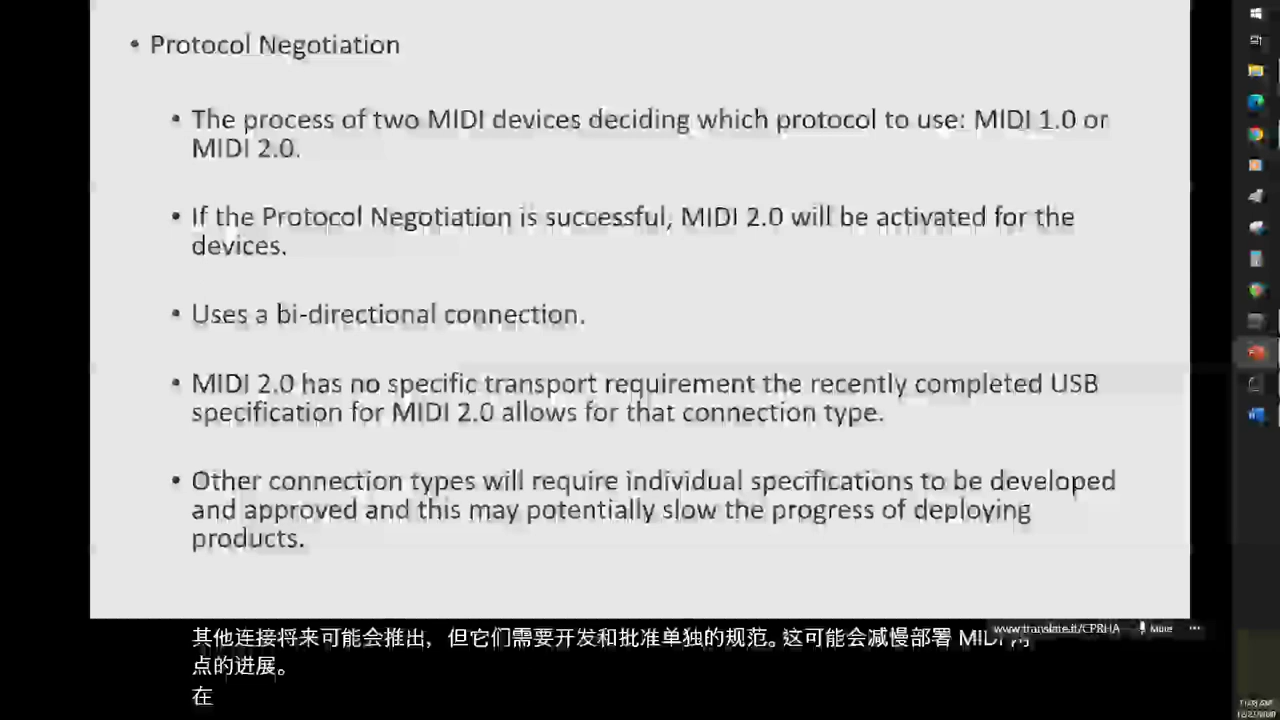 • Protocol Negotiation
• The process of two MIDI devices deciding which protocol to use: MIDI 1.0 or
MIDI 2.0.
• If the Protocol Negotiation is successful, MIDI 2.0 will be activated for the
devices.
• Uses a bi-directional connection.
• MIDI 2.0 has no specific transport requirement the recently completed USB
specification for MIDI 2.0 allows for that connection type.
• Other connection types will require individual specifications to be developed
and approved and this may potentially slow the progress of deploying
products.
www.translate.it/CPRHA More
其他连接将来可能会推出，但它们需要开发和批准单独的规范。这可能会减慢部署 MIDI
点的进展。
在